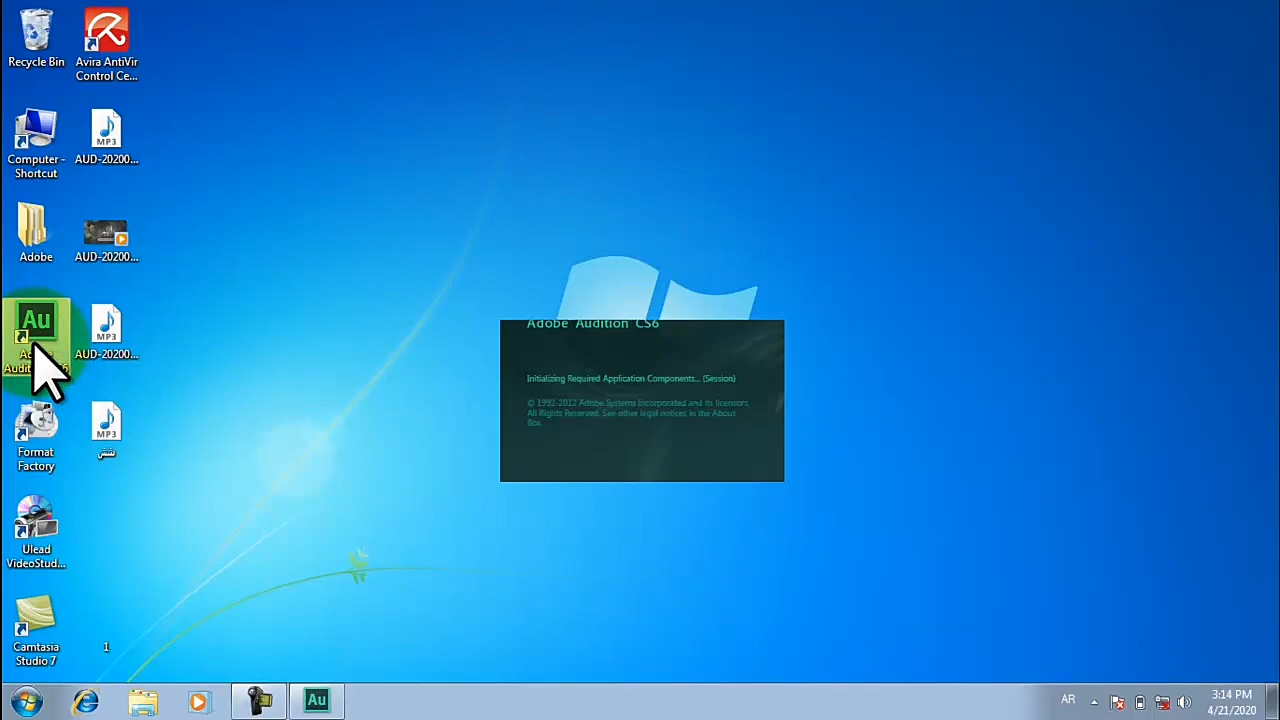 Recycle Bin
Avira AntiVir
Control Ce...
MP3
Computer -
Shortcut
AUD-20200...
Adobe
AUD-20200...
Au
MP3
AUD-20200...
MP3
Format
Factory
Ulead
VideoStud...
Camtasia
Studio 7
1
Adobe Audition CS6
Initializing Required Application Components... (Session)
© 1992-2012 Adobe Systems Incorporated and its licensors.
All Rights Reserved. See other legal notices in the About
Box.
Au
AR
3:14 PM
4/21/2020